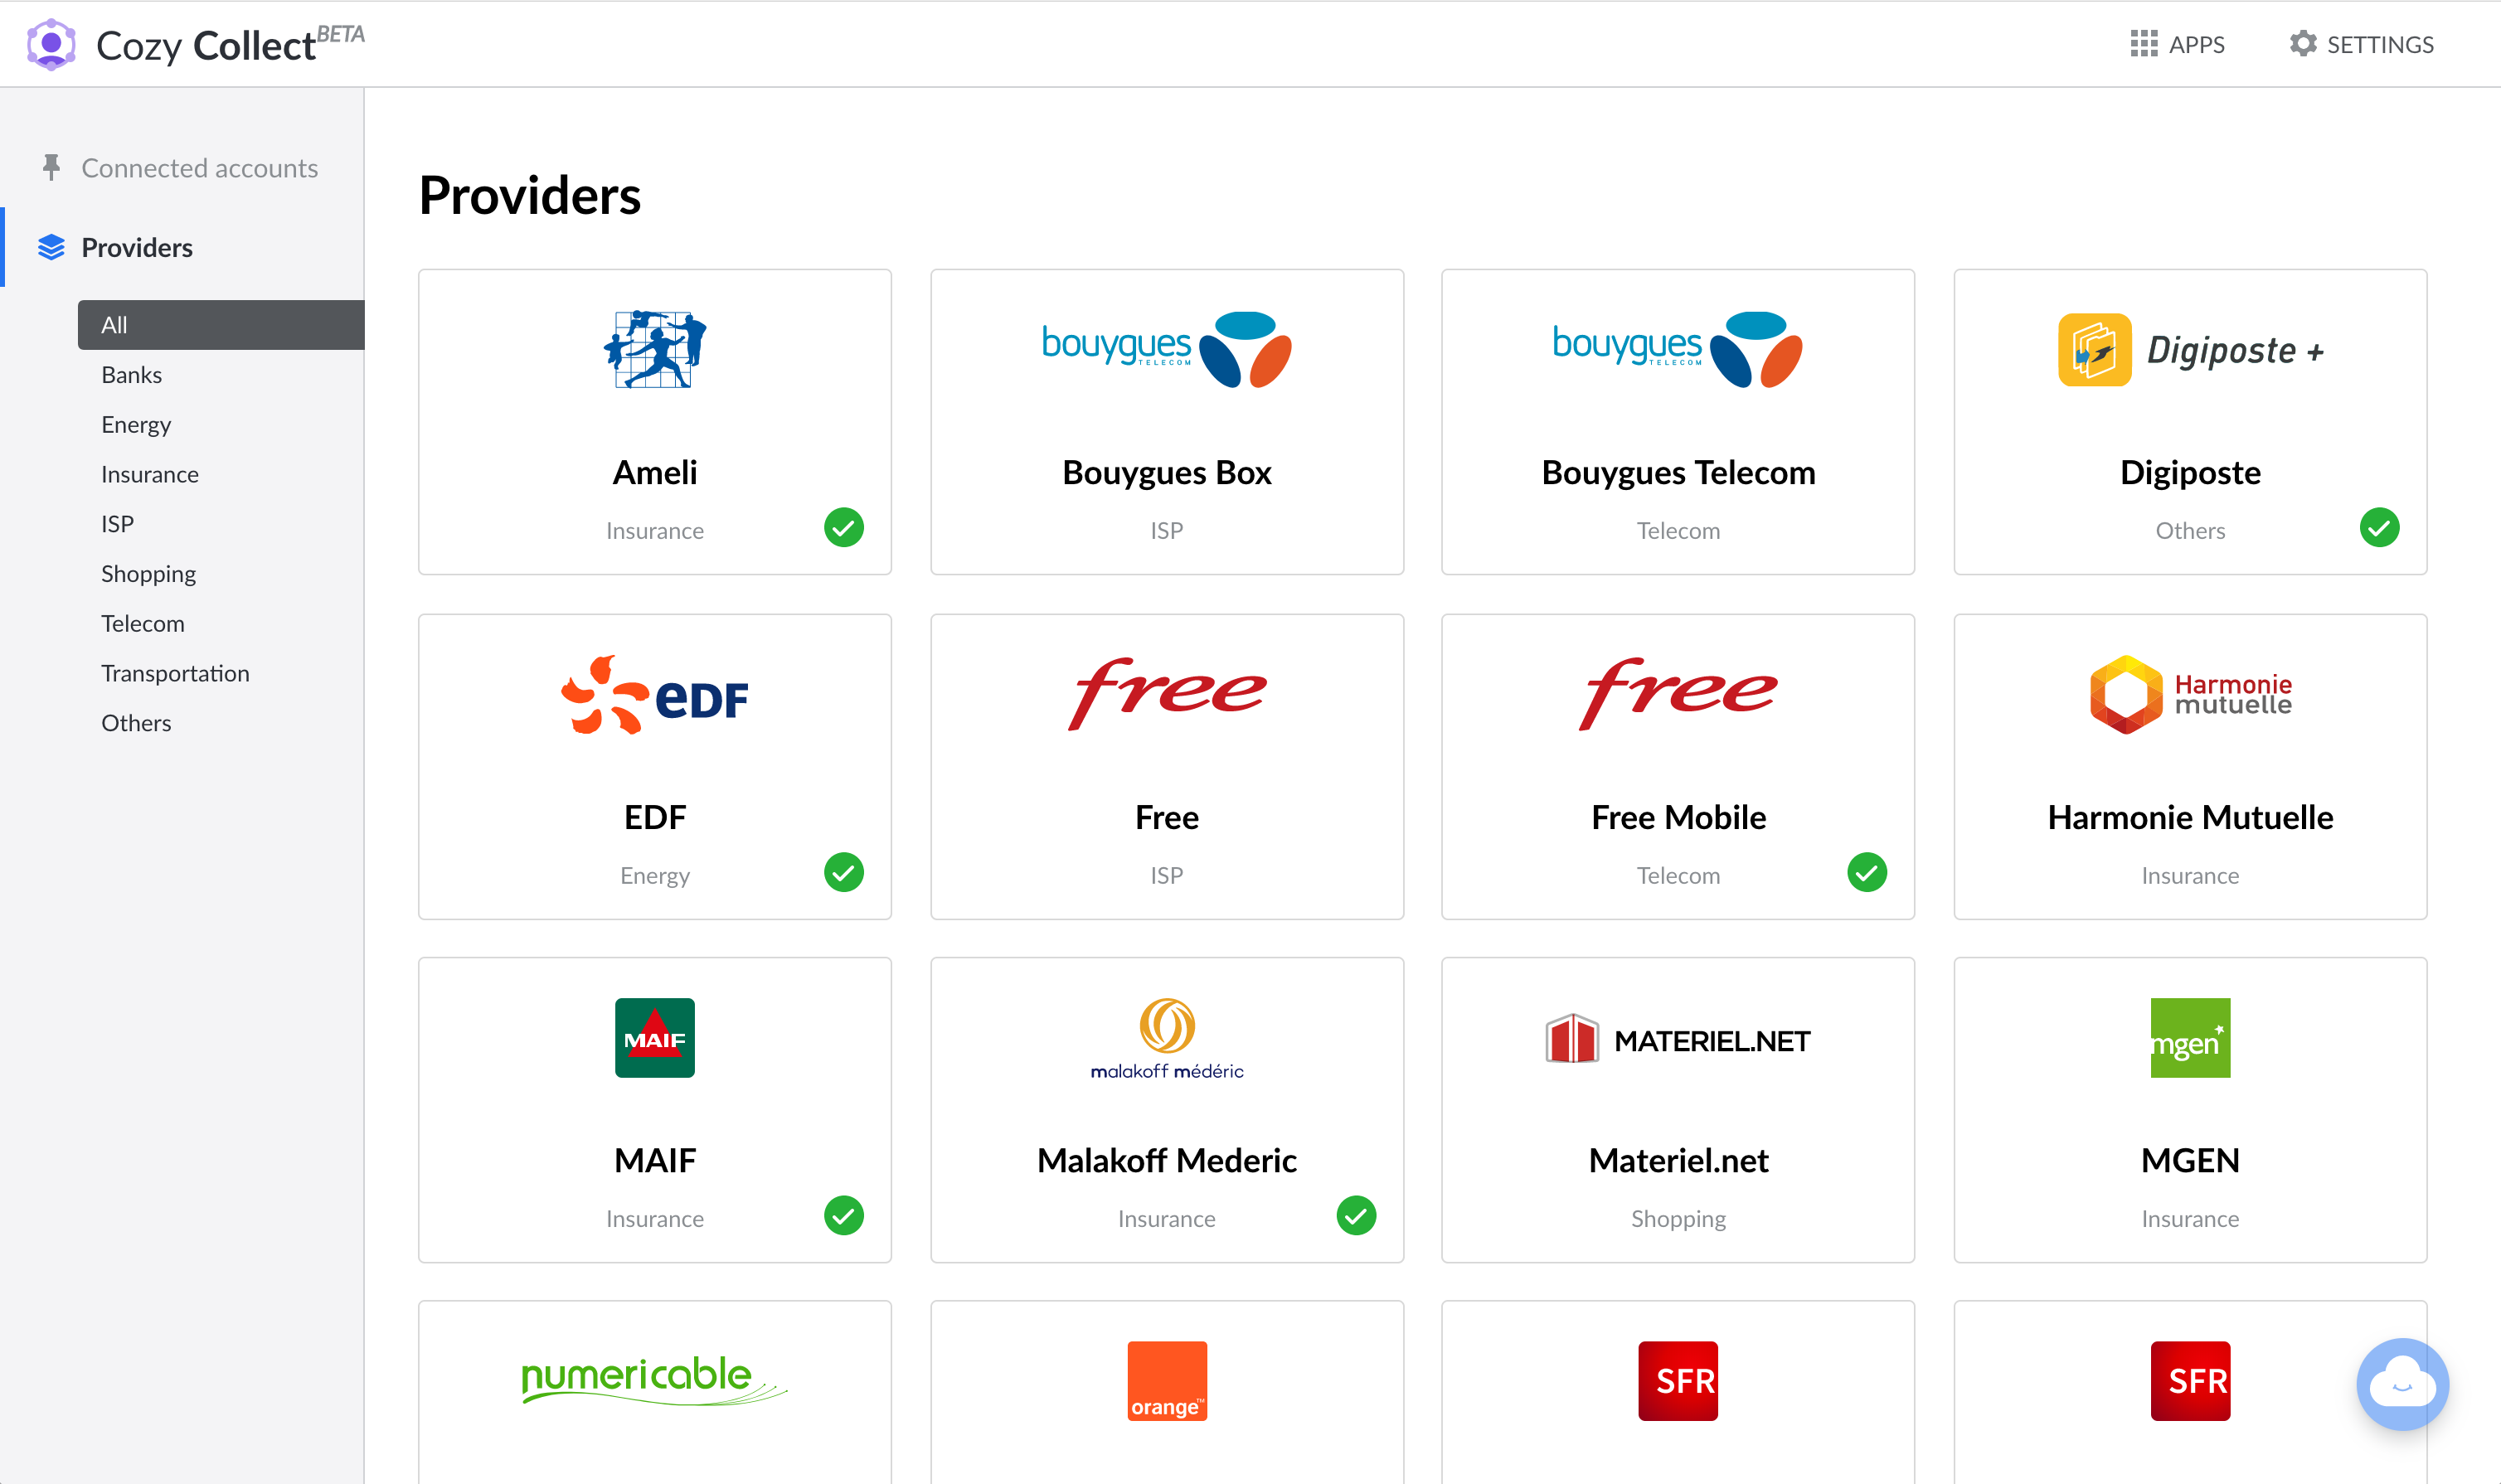 Cozy Collect BETA
APPS
SETTINGS
Connected accounts
Providers
All
Banks
Energy
Insurance
ISP
Shopping
Telecom
Transportation
Others
Providers
bouygues
TELECOM
bouygues
TELECOM
Digiposte +
Ameli
Bouygues Box
Bouygues Telecom
Digiposte
Insurance
ISP
Telecom
Others
eDF
free
free
Harmonie
mutuelle
EDF
Free
Free Mobile
Harmonie Mutuelle
Energy
ISP
Telecom
Insurance
MAIF
malakoff médéric
MATERIEL.NET
mgen
MAIF
Malakoff Mederic
Materiel.net
MGEN
Insurance
Insurance
Shopping
Insurance
numericable
orange™
SFR
SFR